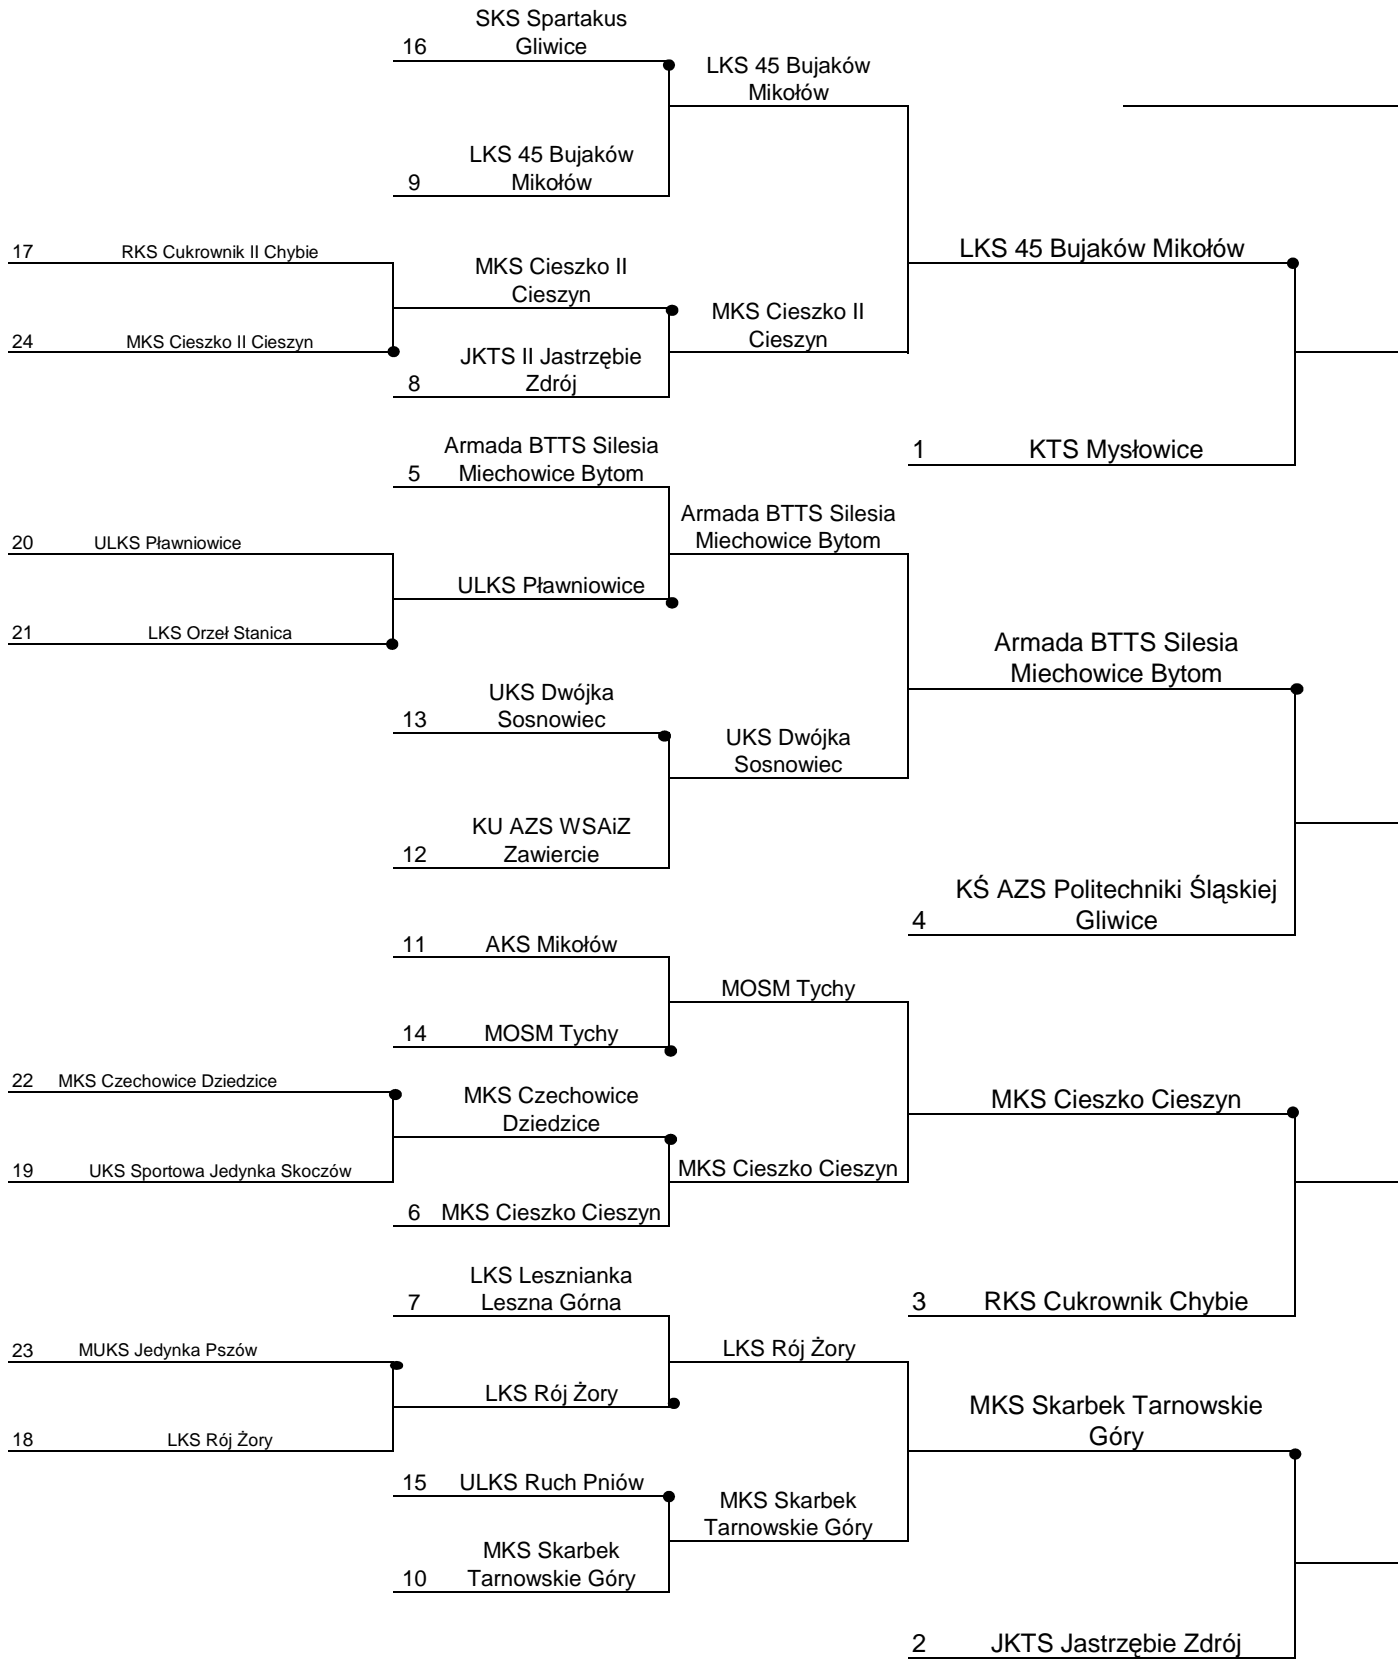 SKS Spartakus
16 Gliwice
LKS 45 Bujaków
Mikołów
LKS 45 Bujaków
9 Mikołów
17 RKS Cukrownik II Chybie
LKS 45 Bujaków Mikołów
MKS Cieszko II
Cieszyn
MKS Cieszko II
Cieszyn
24 MKS Cieszko II Cieszyn
JKTS II Jastrzębie
8 Zdrój
Armada BTTS Silesia
5 Miechowice Bytom
1 KTS Mysłowice
Armada BTTS Silesia
Miechowice Bytom
20 ULKS Pławniowice
ULKS Pławniowice
21 LKS Orzeł Stanica
Armada BTTS Silesia
Miechowice Bytom
UKS Dwójka
13 Sosnowiec
UKS Dwójka
Sosnowiec
KU AZS WSAiZ
12 Zawiercie
KŚ AZS Politechniki Śląskiej
4 Gliwice
11 AKS Mikołów
MOSM Tychy
14 MOSM Tychy
22 MKS Czechowice Dziedzice
MKS Czechowice
Dziedzice
MKS Cieszko Cieszyn
19 UKS Sportowa Jedynka Skoczów
MKS Cieszko Cieszyn
6 MKS Cieszko Cieszyn
LKS Lesznianka
7 Leszna Górna
3 RKS Cukrownik Chybie
23 MUKS Jedynka Pszów
LKS Rój Żory
LKS Rój Żory
MKS Skarbek Tarnowskie
Góry
18 LKS Rój Żory
15 ULKS Ruch Pniów
MKS Skarbek
Tarnowskie Góry
MKS Skarbek
10 Tarnowskie Góry
2 JKTS Jastrzębie Zdrój